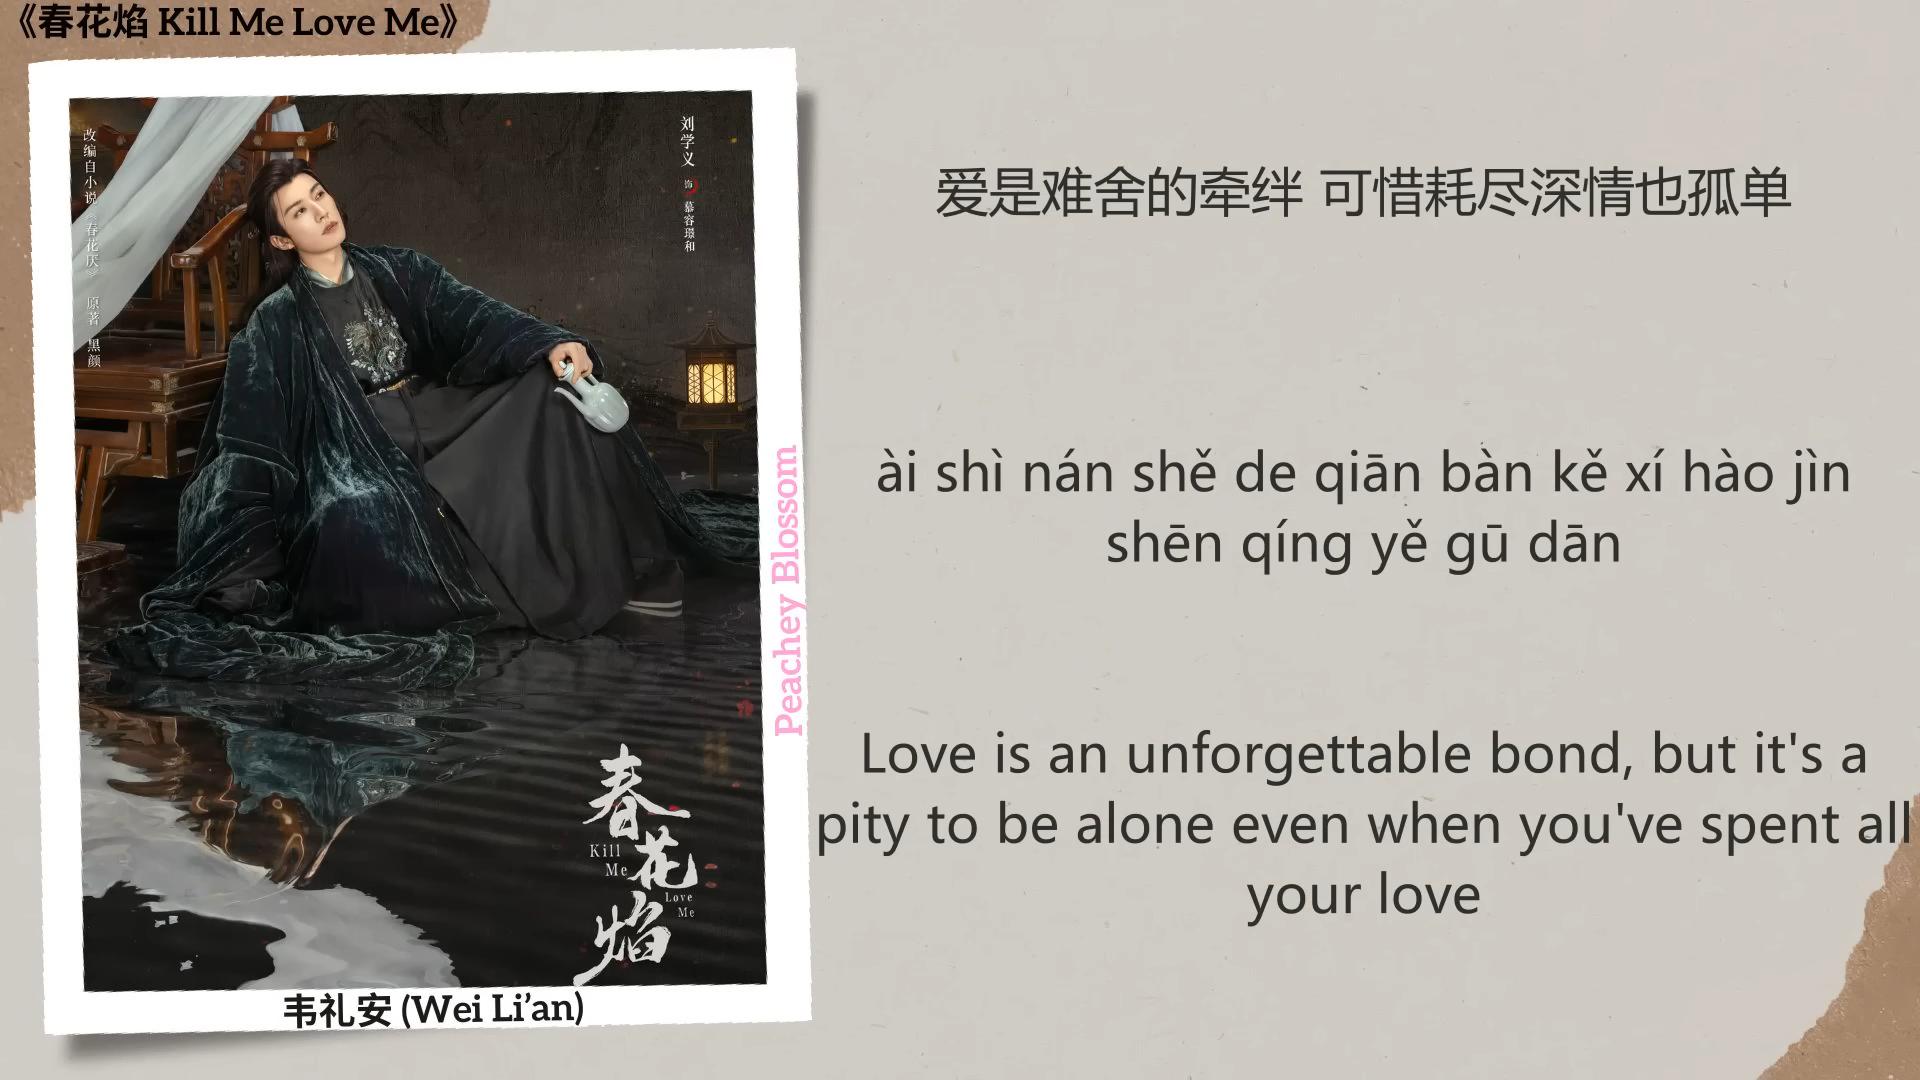 《春花焰 Kill Me Love Me》
改编自小说《春花厌》 原著 黑颜
刘学义 饰 慕容璟和
爱是难舍的牵绊 可惜耗尽深情也孤单
ài shì nán shě de qiān bàn kě xí hào jìn
shēn qíng yě gū dān
Love is an unforgettable bond, but it's a
pity to be alone even when you've spent all
your love
Peachey Blossom
春花焰
Kill
Me
Love
Me
韦礼安 (Wei Li’an)